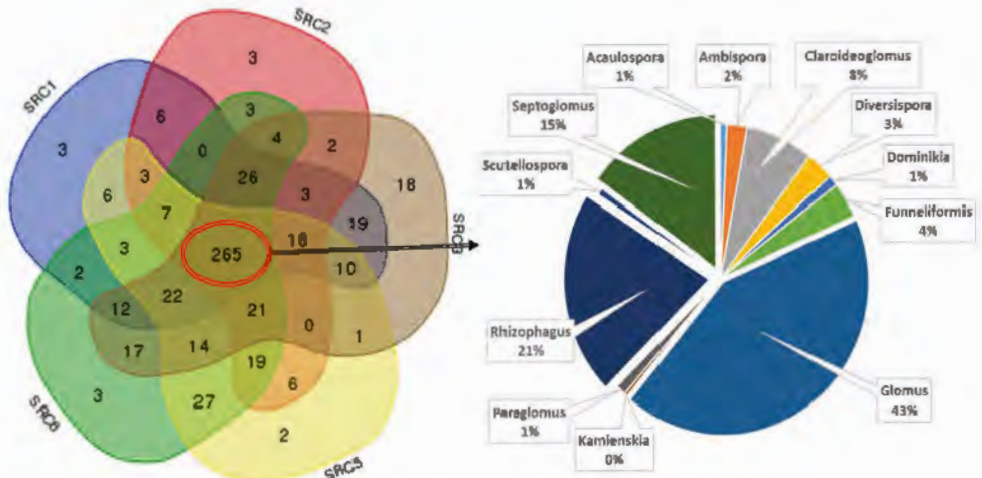 SRC2
SRC1
3
6
3
4
2
3
0
18
3
26
3
6
7
19
SRC3
265
10
3
2
22
21
0
1
12
17
14
19
6
3
27
2
SRC5
Acaulospora
1%
Ambispora
2%
Claroideoglomus
8%
Septoglomus
15%
Diversispora
3%
Scutellospora
1%
Dominikia
1%
Funneliformis
4%
Rhizophagus
21%
Glomus
43%
Paraglomus
1%
Kamienskia
0%